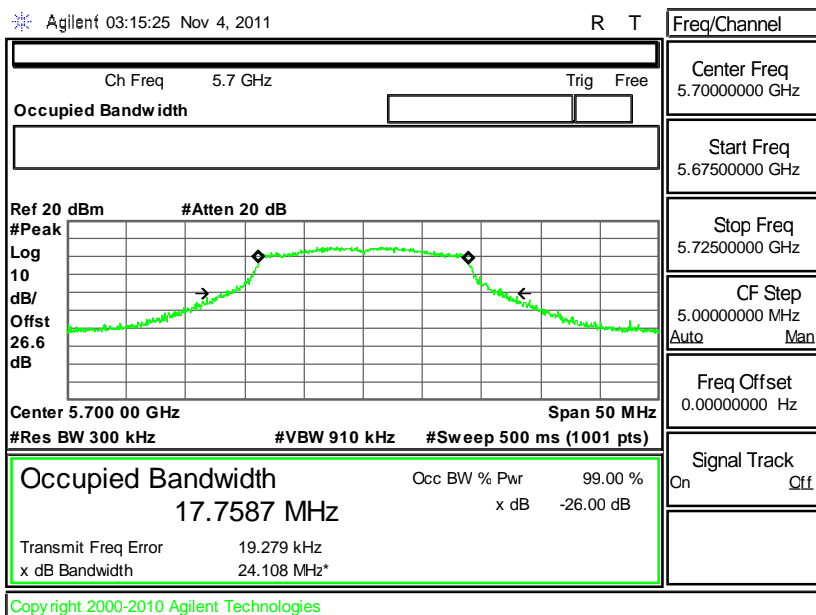 Agilent 03:15:25 Nov 4, 2011 R T
Freq/Channel
Ch Freq 5.7 GHz Trig Free
Occupied Bandwidth
Center Freq
5.70000000 GHz
Start Freq
5.67500000 GHz
Stop Freq
5.72500000 GHz
CF Step
5.00000000 MHz
Auto Man
Freq Offset
0.00000000 Hz
Signal Track
On Off
Ref 20 dBm #Atten 20 dB
#Peak
Log
10
dB/
Offst
26.6
dB
Center 5.700 00 GHz Span 50 MHz
#Res BW 300 kHz #VBW 910 kHz #Sweep 500 ms (1001 pts)
Occupied Bandwidth
17.7587 MHz
Occ BW % Pwr 99.00 %
x dB -26.00 dB
Transmit Freq Error 19.279 kHz
x dB Bandwidth 24.108 MHz*
Copyright 2000-2010 Agilent Technologies